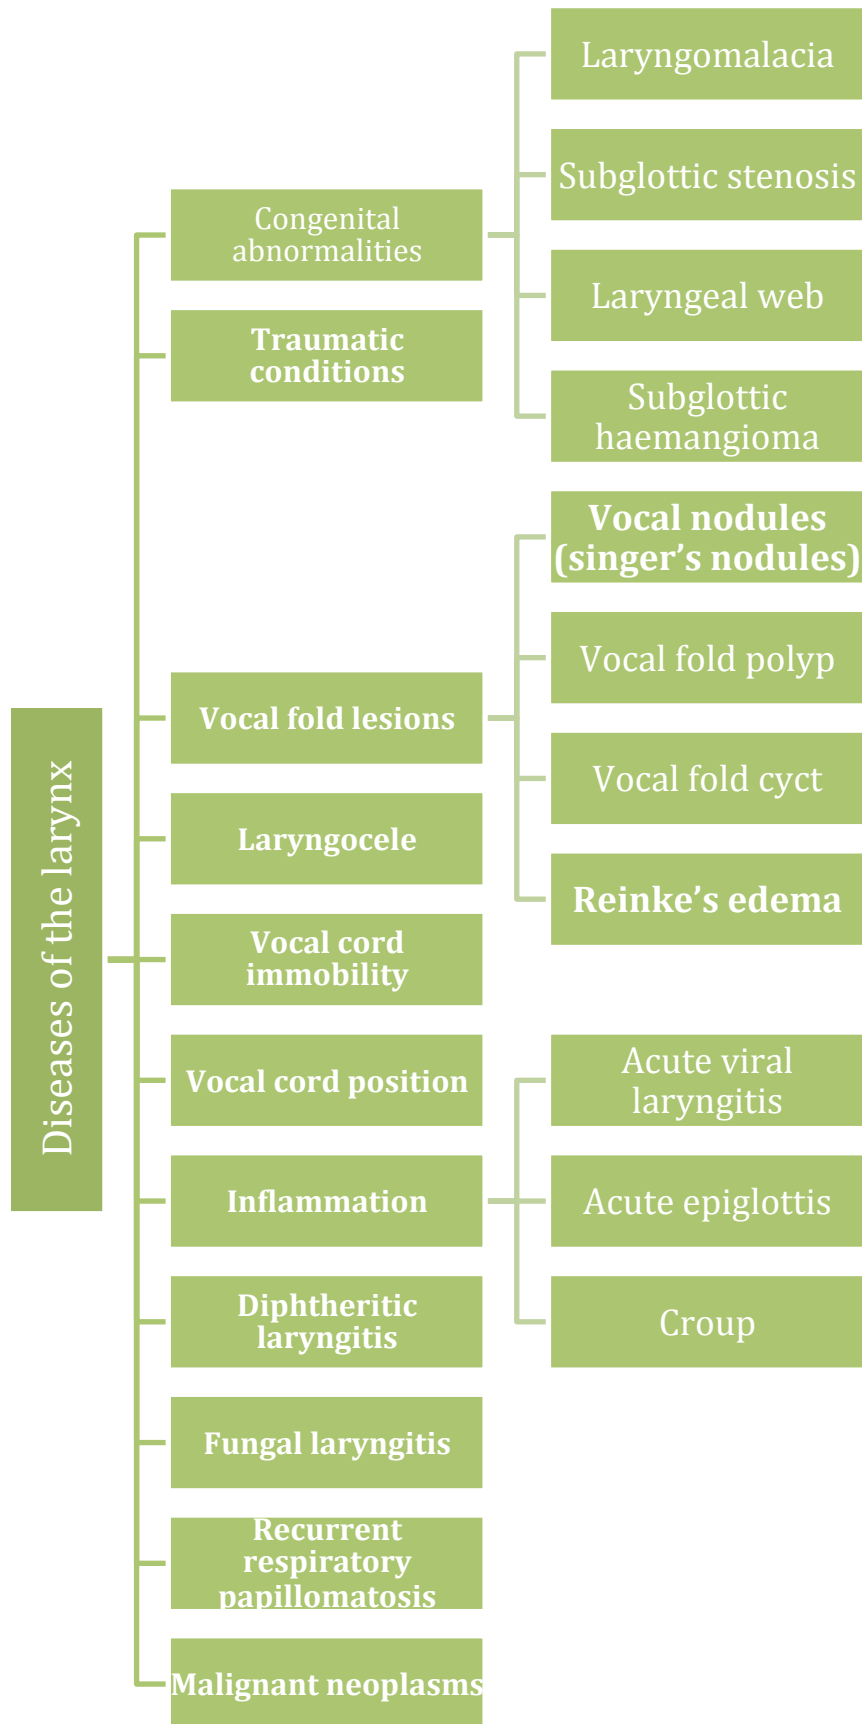 Diseases of the larynx
Congenital
abnormalities
Laryngomalacia
Subglottic stenosis
Laryngeal web
Subglottic
haemangioma
Traumatic
conditions
Vocal fold lesions
Vocal nodules
(singer’s nodules)
Vocal fold polyp
Vocal fold cyct
Reinke’s edema
Laryngocele
Vocal cord
immobility
Vocal cord position
Inflammation
Acute viral
laryngitis
Acute epiglottis
Croup
Diphtheritic
laryngitis
Fungal laryngitis
Recurrent
respiratory
papillomatosis
Malignant neoplasms